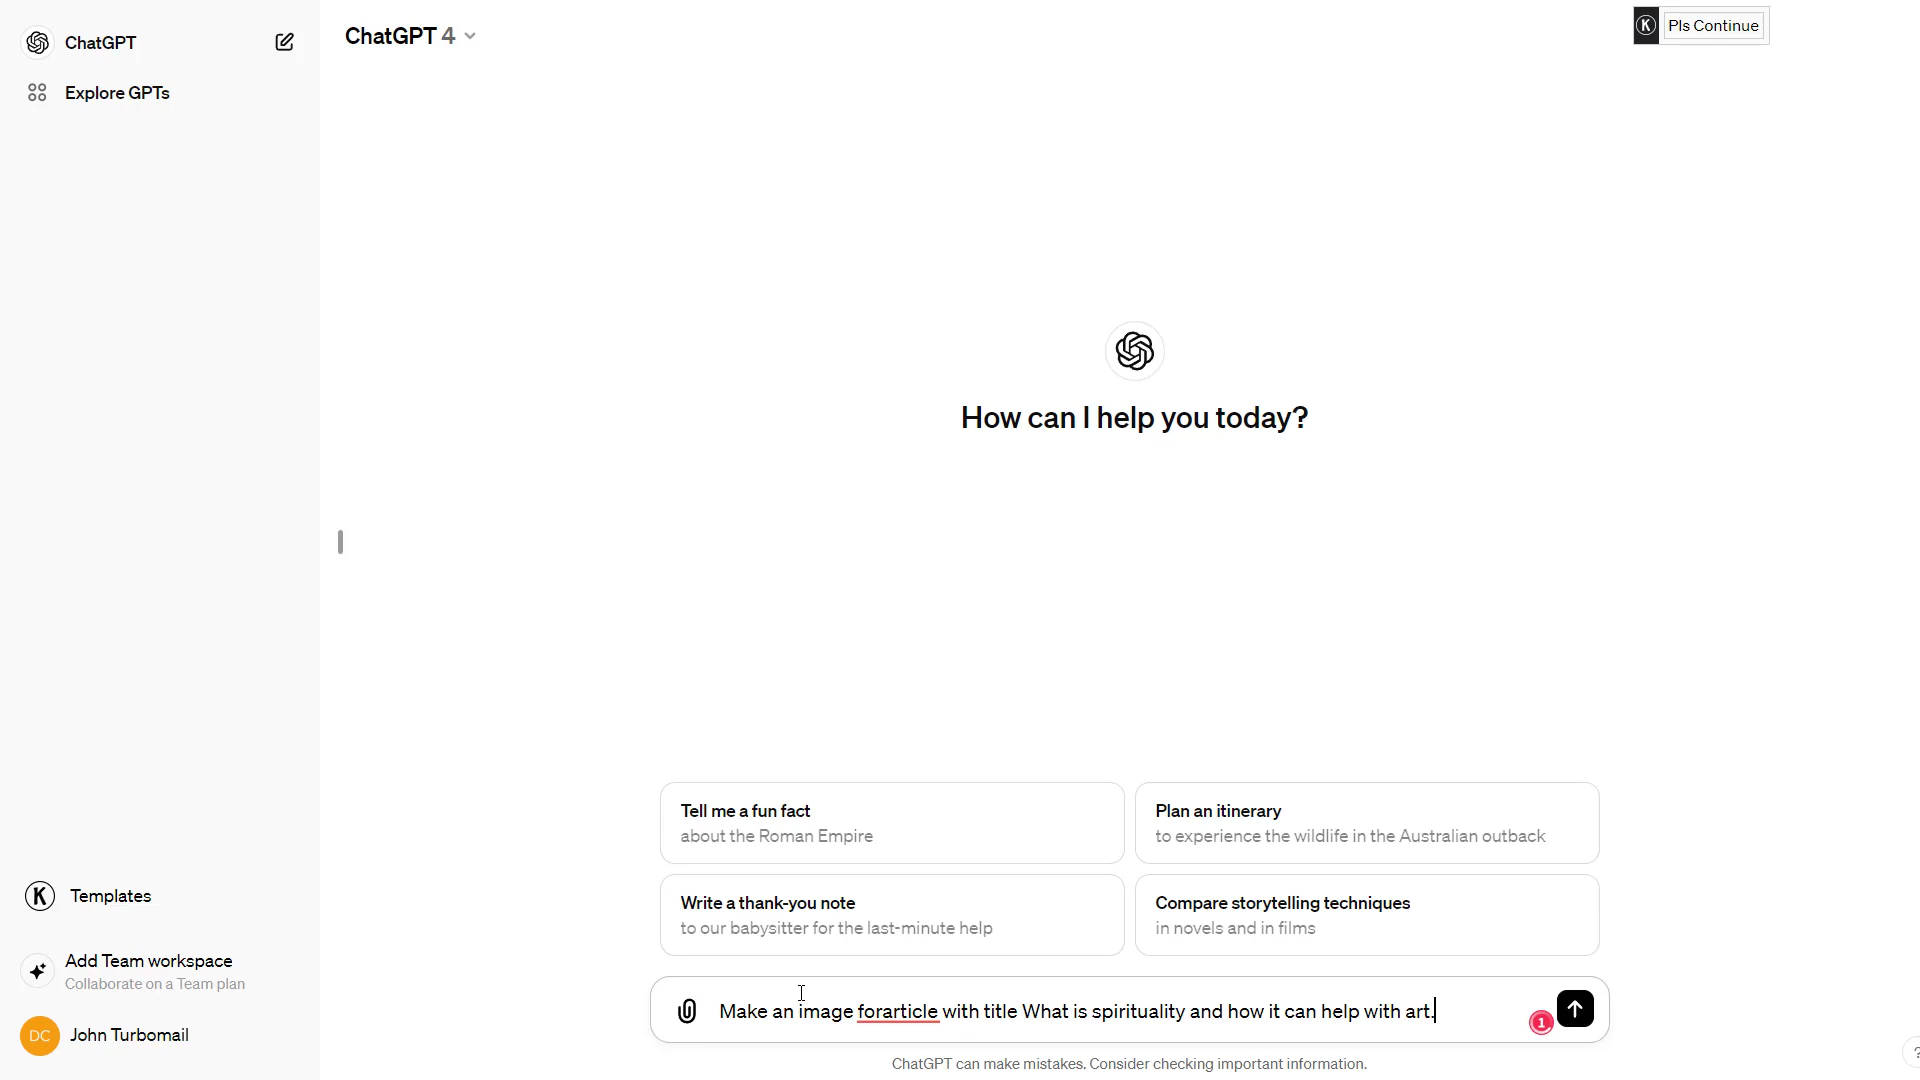 ChatGPT
Explore GPTs
ChatGPT 4
K Pls Continue
How can I help you today?
Tell me a fun fact
about the Roman Empire
Plan an itinerary
to experience the wildlife in the Australian outback
Write a thank-you note
to our babysitter for the last-minute help
Compare storytelling techniques
in novels and in films
K Templates
Add Team workspace
Collaborate on a Team plan
DC John Turbomail
Make an image forarticle with title What is spirituality and how it can help with art.
1
ChatGPT can make mistakes. Consider checking important information.
?